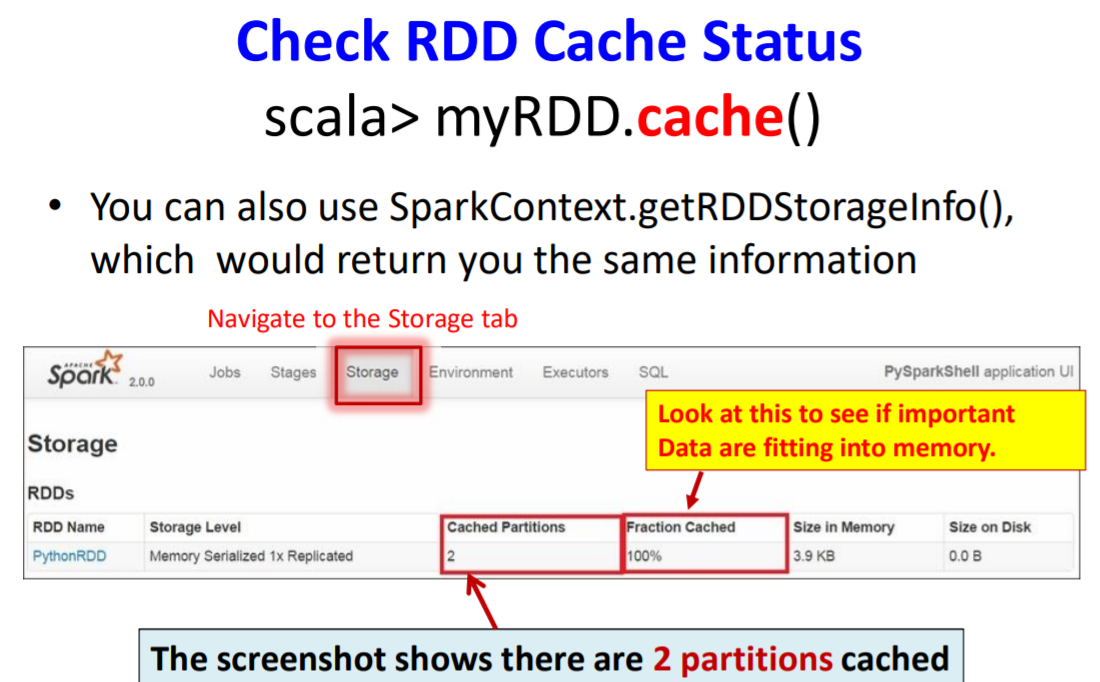 Check RDD Cache Status
scala> myRDD.cache()
• You can also use SparkContext.getRDDStorageInfo(),
which would return you the same information
Navigate to the Storage tab
APACHE Spark 2.0.0 Jobs Stages Storage Environment Executors SQL PySparkShell application UI
Look at this to see if important
Data are fitting into memory.
Storage
RDDs
RDD Name Storage Level Cached Partitions Fraction Cached Size in Memory Size on Disk
PythonRDD Memory Serialized 1x Replicated 2 100% 3.9 KB 0.0 B
The screenshot shows there are 2 partitions cached